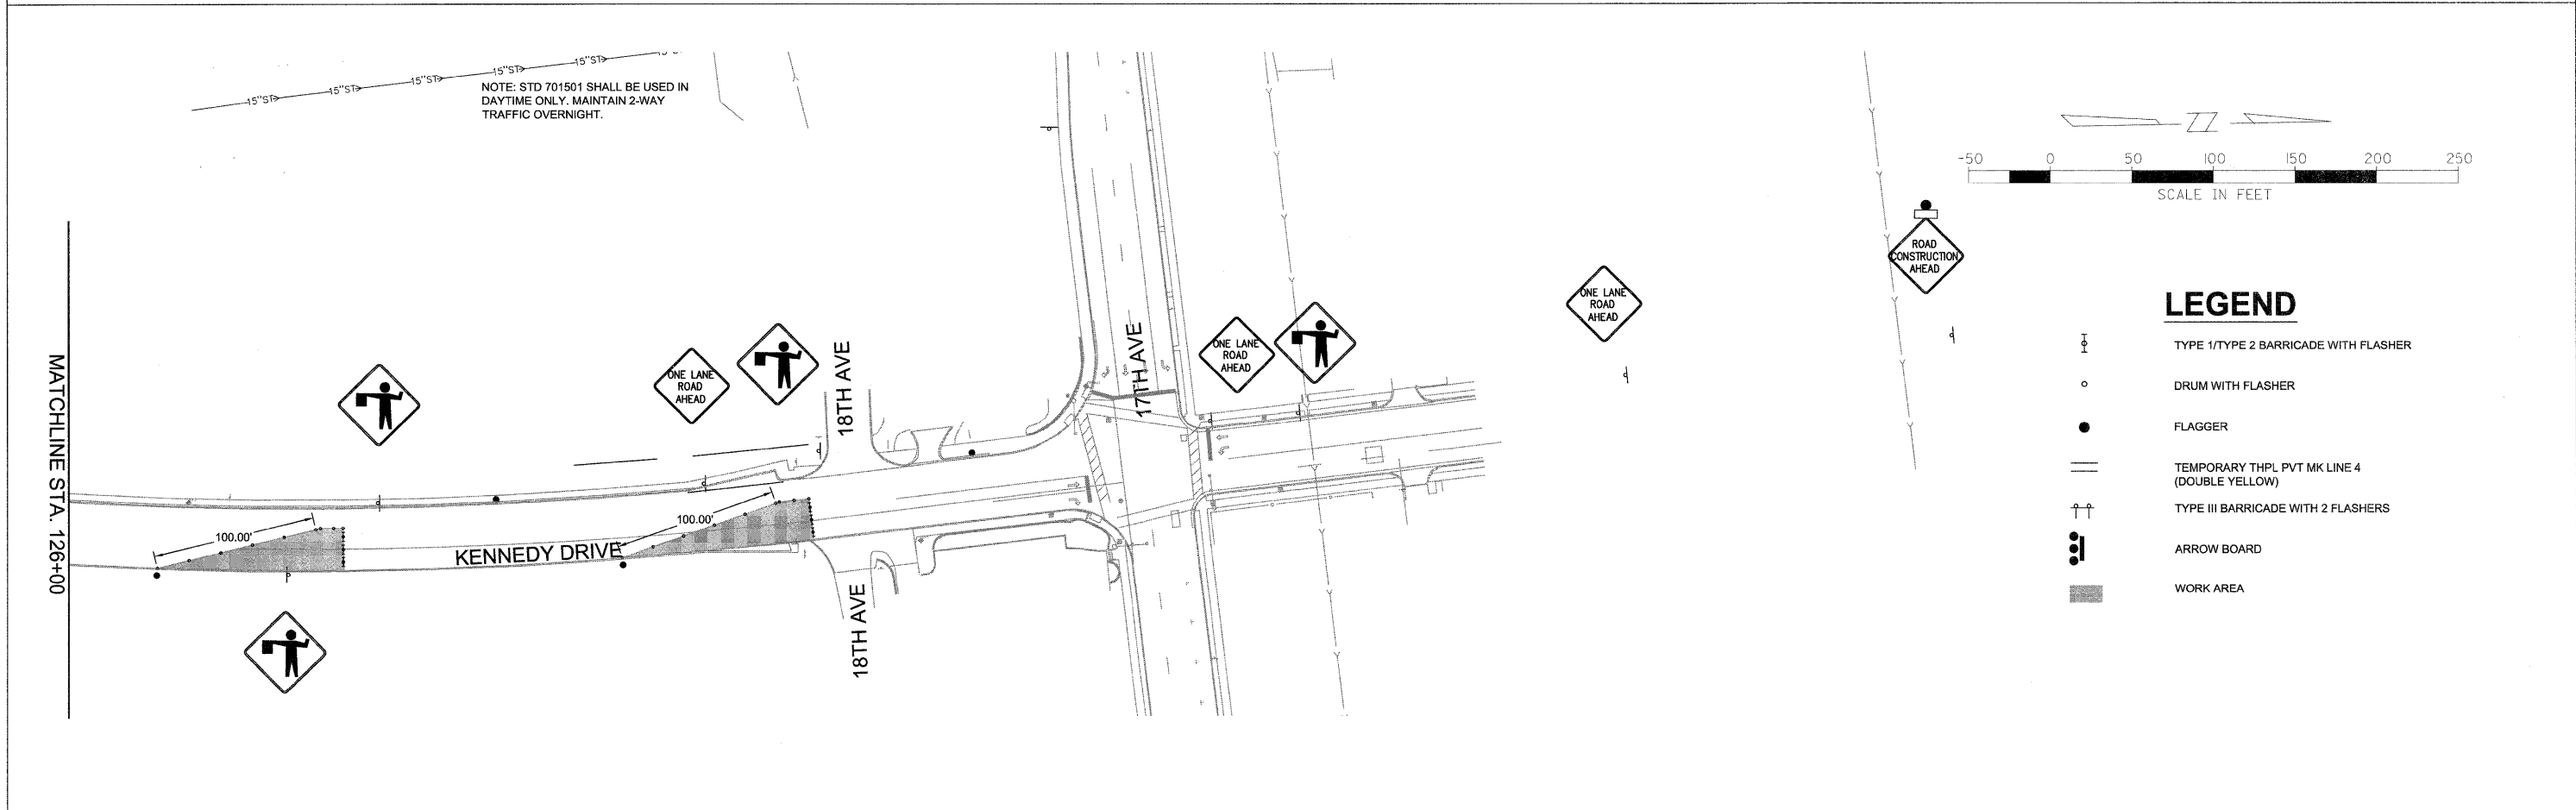 15"ST 15"ST 15"ST 15"ST 15"ST
NOTE: STD 701501 SHALL BE USED IN
DAYTIME ONLY. MAINTAIN 2-WAY
TRAFFIC OVERNIGHT.
-50 0 50 100 150 200 250
SCALE IN FEET
ROAD
CONSTRUCTION
AHEAD
ONE LANE
ROAD
AHEAD
ONE LANE
ROAD
AHEAD
ONE LANE
ROAD
AHEAD
MATCHLINE STA. 126+00
18TH AVE
17TH AVE
100.00'
100.00'
KENNEDY DRIVE
18TH AVE
LEGEND
TYPE 1/TYPE 2 BARRICADE WITH FLASHER
DRUM WITH FLASHER
FLAGGER
TEMPORARY THPL PVT MK LINE 4
(DOUBLE YELLOW)
TYPE III BARRICADE WITH 2 FLASHERS
ARROW BOARD
WORK AREA